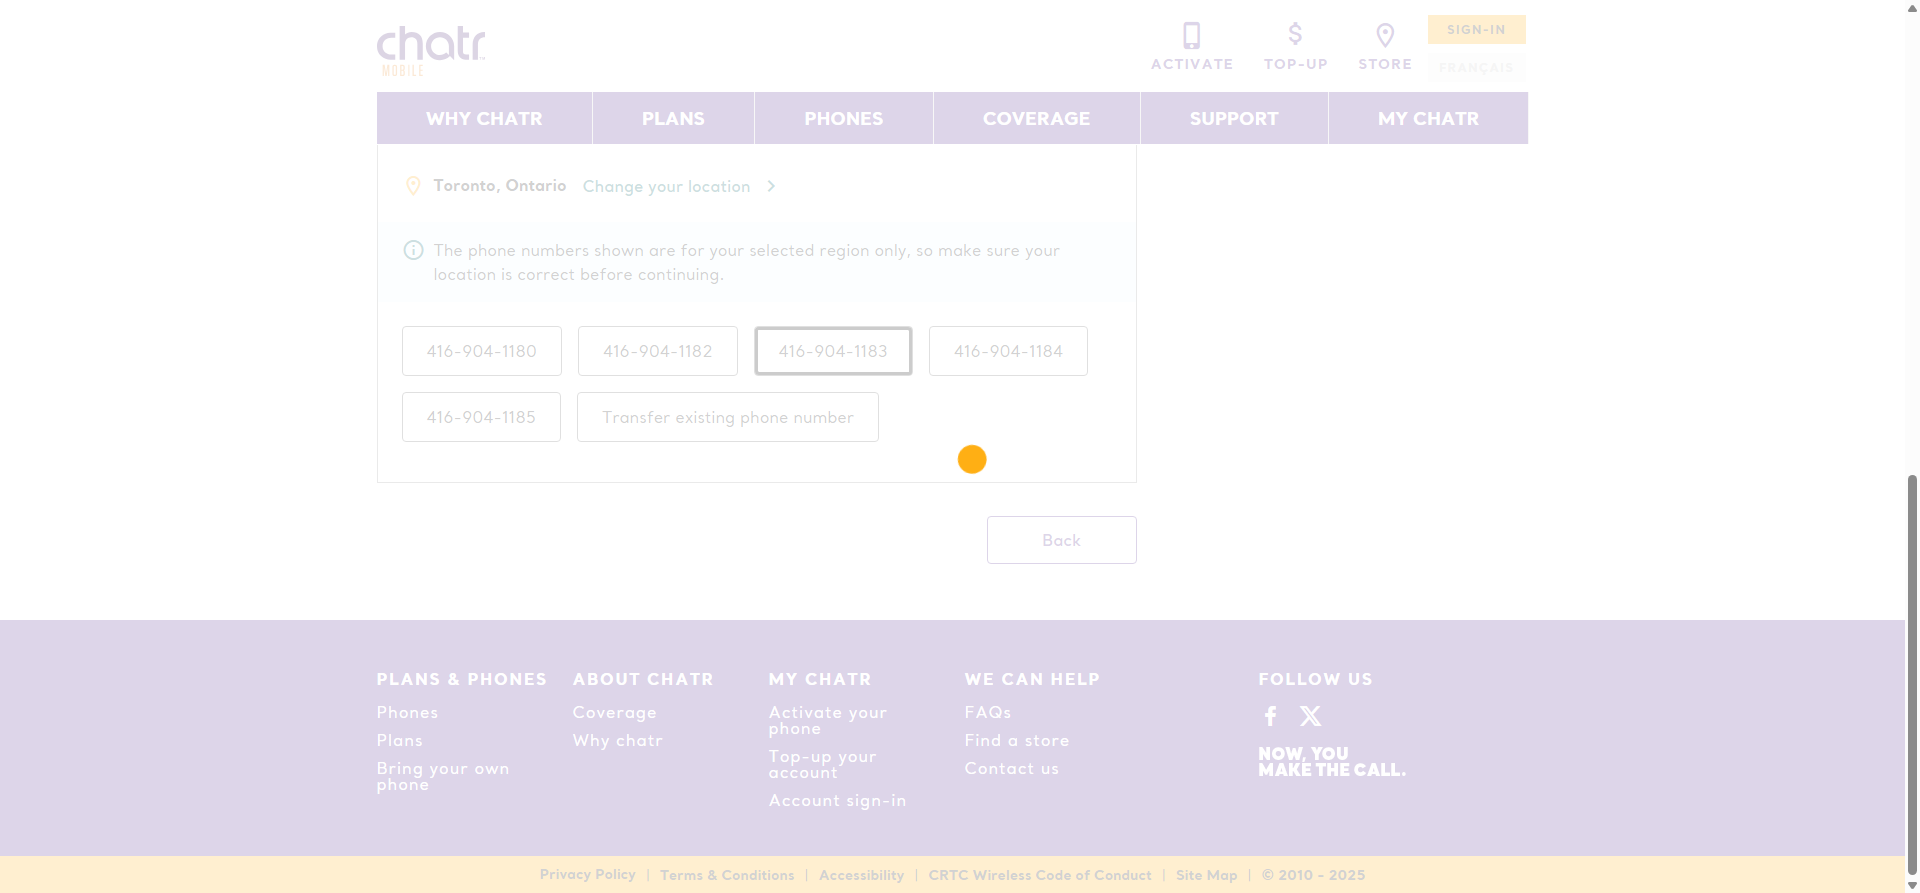 chatr
MOBILE
ACTIVATE
TOP-UP
STORE
SIGN-IN
FRANÇAIS
WHY CHATR
PLANS
PHONES
COVERAGE
SUPPORT
MY CHATR
Toronto, Ontario Change your location
The phone numbers shown are for your selected region only, so make sure your
location is correct before continuing.
416-904-1180
416-904-1182
416-904-1183
416-904-1184
416-904-1185
Transfer existing phone number
Back
PLANS & PHONES
Phones
Plans
Bring your own
phone
ABOUT CHATR
Coverage
Why chatr
MY CHATR
Activate your
phone
Top-up your
account
Account sign-in
WE CAN HELP
FAQs
Find a store
Contact us
FOLLOW US
NOW, YOU
MAKE THE CALL.
Privacy Policy | Terms & Conditions | Accessibility | CRTC Wireless Code of Conduct | Site Map | © 2010 - 2025